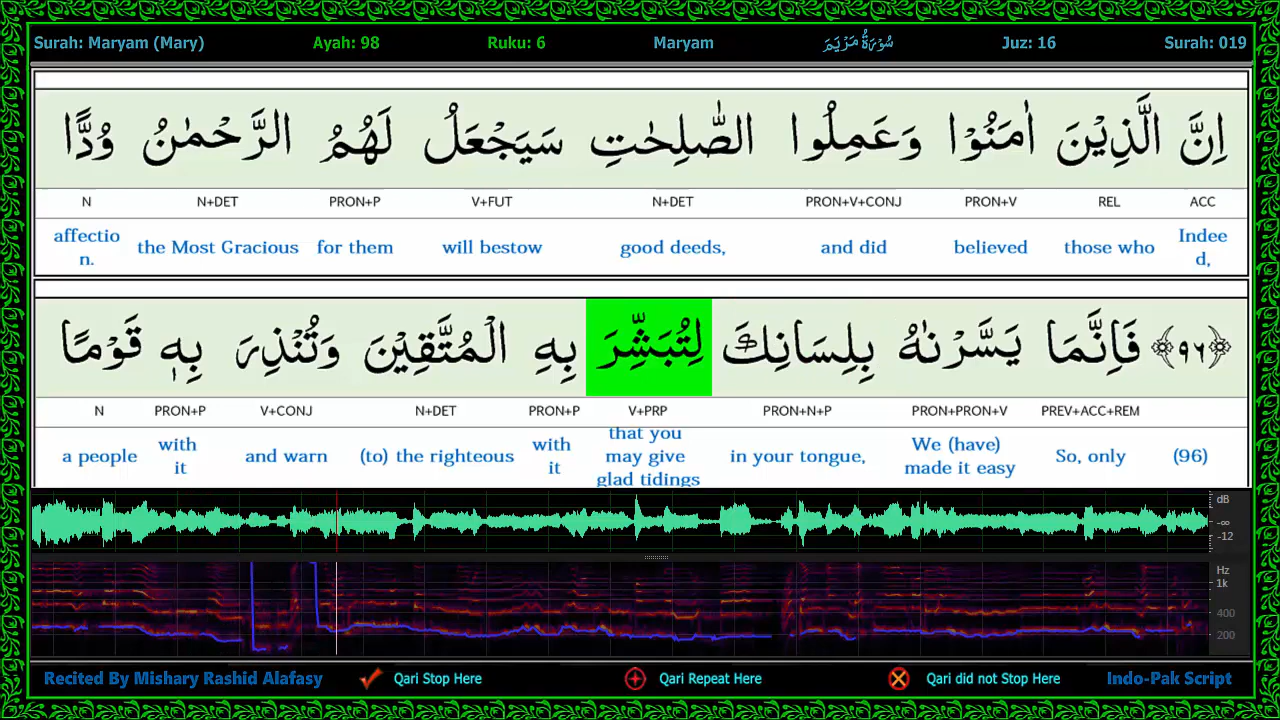 Surah: Maryam (Mary) Ayah: 98 Ruku: 6 Maryam سُوْرَةُ مَرْيَمَ Juz: 16 Surah: 019
اِنَّ الَّذِيْنَ اٰمَنُوْا وَعَمِلُوا الصّٰلِحٰتِ سَيَجْعَلُ لَهُمُ الرَّحْمٰنُ وُدًّا
N N+DET PRON+P V+FUT N+DET PRON+V+CONJ PRON+V REL ACC
affectio
n. the Most Gracious for them will bestow good deeds, and did believed those who Indee
d,
﴿۹۶﴾ فَاِنَّمَا يَسَّرْنٰهُ بِلِسَانِكَ لِتُبَشِّرَ بِهِ الْمُتَّقِيْنَ وَتُنْذِرَ بِهٖ قَوْمًا
N PRON+P V+CONJ N+DET PRON+P V+PRP PRON+N+P PRON+PRON+V PREV+ACC+REM
a people with
it and warn (to) the righteous with
it that you
may give
glad tidings in your tongue, We (have)
made it easy So, only (96)
dB
-∞
-12
Hz
1k
400
200
Recited By Mishary Rashid Alafasy Qari Stop Here Qari Repeat Here Qari did not Stop Here Indo-Pak Script